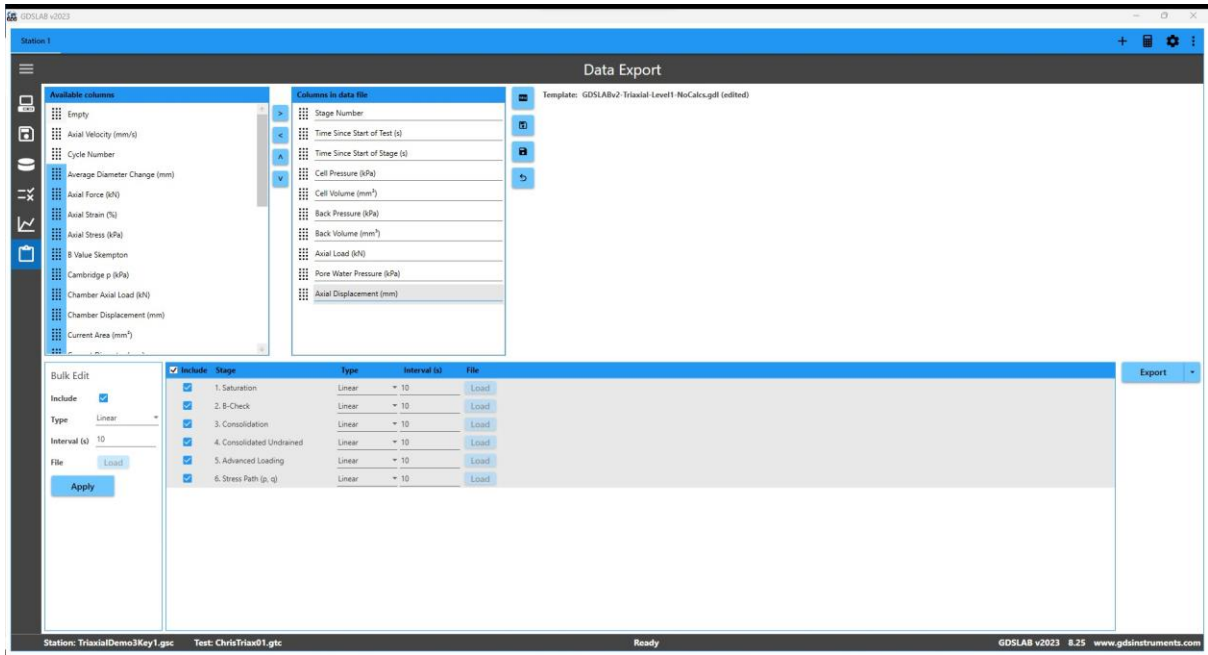 GDSLAB v2023
Station 1
Data Export
Available columns
Empty
Axial Velocity (mm/s)
Cycle Number
Average Diameter Change (mm)
Axial Force (kN)
Axial Strain (%)
Axial Stress (kPa)
B Value Skempton
Cambridge p (kPa)
Chamber Axial Load (kN)
Chamber Displacement (mm)
Current Area (mm²)
Columns in data file
Stage Number
Time Since Start of Test (s)
Time Since Start of Stage (s)
Cell Pressure (kPa)
Cell Volume (mm³)
Back Pressure (kPa)
Back Volume (mm³)
Axial Load (kN)
Pore Water Pressure (kPa)
Axial Displacement (mm)
Template: GDSLABv2-Triaxial-Level1-NoCalcs.gdl (edited)
Bulk Edit
Include
Type Linear
Interval (s) 10
File Load
Apply
Include Stage Type Interval (s) File
1. Saturation Linear 10 Load
2. B-Check Linear 10 Load
3. Consolidation Linear 10 Load
4. Consolidated Undrained Linear 10 Load
5. Advanced Loading Linear 10 Load
6. Stress Path (p, q) Linear 10 Load
Export
Station: TriaxialDemo3Key1.gsc Test: ChrisTriax01.gtc Ready GDSLAB v2023 8.25 www.gdsinstruments.com